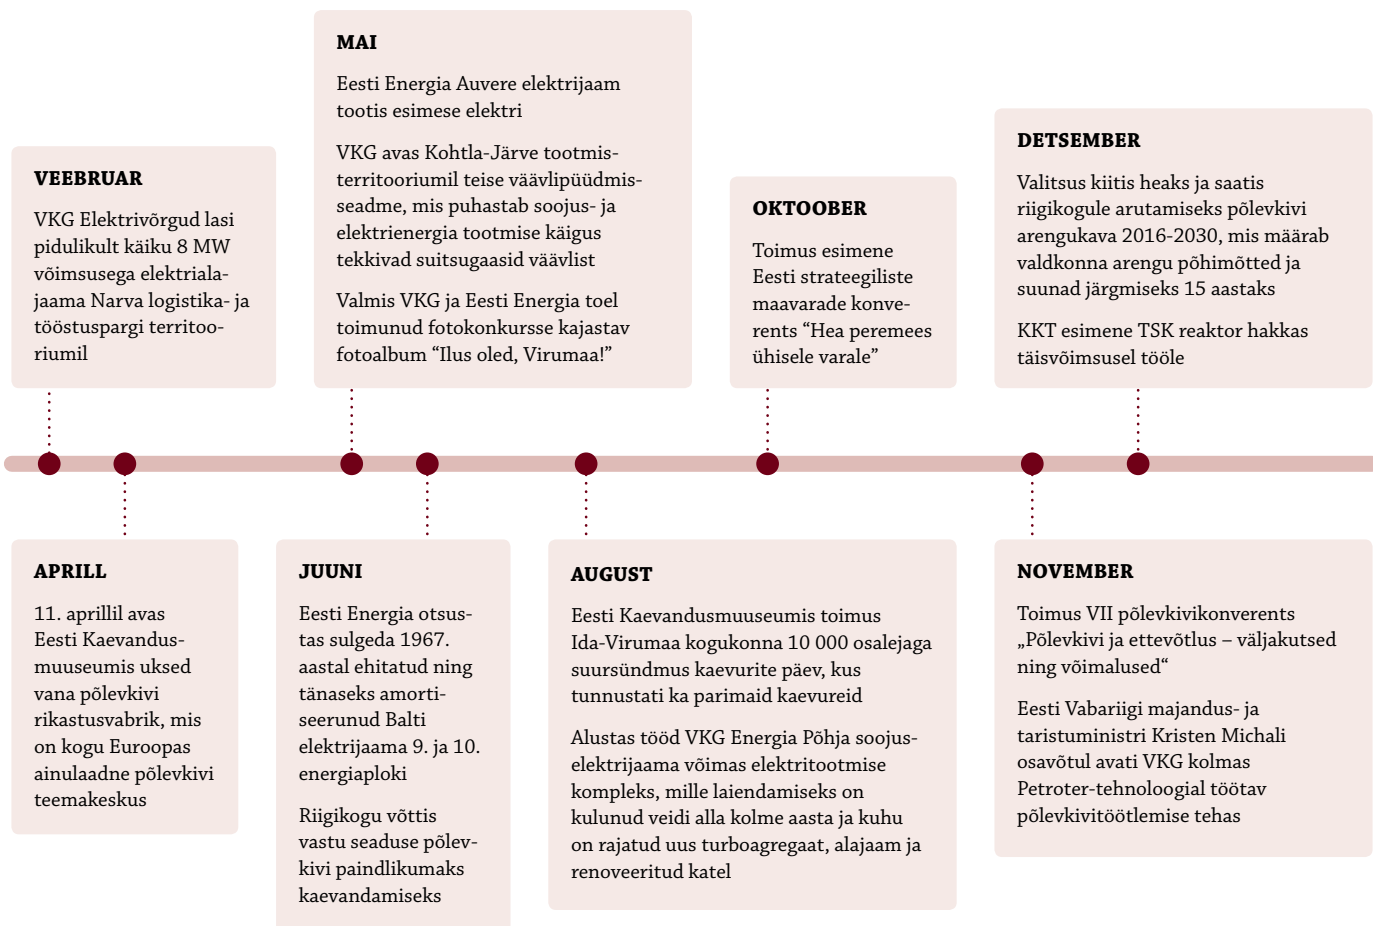 MAI
Eesti Energia Auvere elektrijaam
tootis esimese elektri
VKG avas Kohtla-Järve tootmis-
territooriumil teise väävlipüüdmis-
seadme, mis puhastab soojus- ja
elektrienergia tootmise käigus
tekkivad suitsugaasid väävlist
Valmis VKG ja Eesti Energia toel
toimunud fotokonkursse kajastav
fotoalbum “Ilus oled, Virumaa!”
VEEBRUAR
VKG Elektrivõrgud lasi
pidulikult käiku 8 MW
võimsusega elektriala-
jaama Narva logistika- ja
tööstuspargi territoo-
riumil
OKTOOBER
Toimus esimene
Eesti strateegiliste
maavarade konve-
rents “Hea peremees
ühisele varale”
DETSEMBER
Valitsus kiitis heaks ja saatis
riigikogule arutamiseks põlevkivi
arengukava 2016-2030, mis määrab
valdkonna arengu põhimõtted ja
suunad järgmiseks 15 aastaks
KKT esimene TSK reaktor hakkas
täisvõimsusel tööle
APRILL
11. aprillil avas
Eesti Kaevandus-
muuseumis uksed
vana põlevkivi
rikastusvabrik, mis
on kogu Euroopas
ainulaadne põlevkivi
teemakeskus
JUUNI
Eesti Energia otsus-
tas sulgeda 1967.
aastal ehitatud ning
tänaseks amorti-
seerunud Balti
elektrijaama 9. ja 10.
energiaploki
Riigikogu võttis
vastu seaduse põlev-
kivi paindlikumaks
kaevandamiseks
AUGUST
Eesti Kaevandusmuuseumis toimus
Ida-Virumaa kogukonna 10 000 osalejaga
suursündmus kaevurite päev, kus
tunnustati ka parimaid kaevureid
Alustas tööd VKG Energia Põhja soojus-
elektrijaama võimas elektritootmise
kompleks, mille laiendamiseks on
kulunud veidi alla kolme aasta ja kuhu
on rajatud uus turboagregaat, alajaam ja
renoveeritud katel
NOVEMBER
Toimus VII põlevkivikonverents
„Põlevkivi ja ettevõtlus – väljakutsed
ning võimalused“
Eesti Vabariigi majandus- ja
taristuministri Kristen Michali
osavõtul avati VKG kolmas
Petroter-tehnoloogial töötav
põlevkivitöötlemise tehas